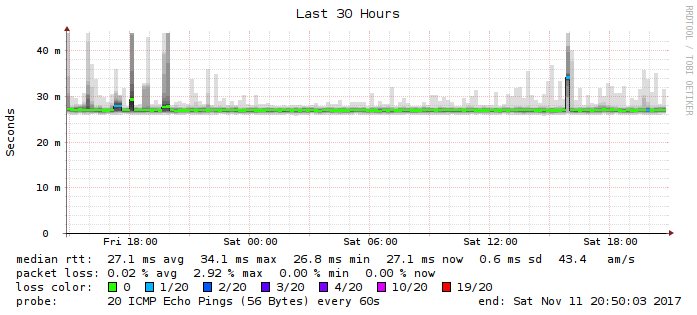 Last 30 Hours
RRDTOOL / TOBI OETIKER
Seconds
40 m
30 m
20 m
10 m
0
Fri 18:00 Sat 00:00 Sat 06:00 Sat 12:00 Sat 18:00
median rtt: 27.1 ms avg 34.1 ms max 26.8 ms min 27.1 ms now 0.6 ms sd 43.4 am/s
packet loss: 0.02 % avg 2.92 % max 0.00 % min 0.00 % now
loss color: 0 1/20 2/20 3/20 4/20 10/20 19/20
probe: 20 ICMP Echo Pings (56 Bytes) every 60s end: Sat Nov 11 20:50:03 2017